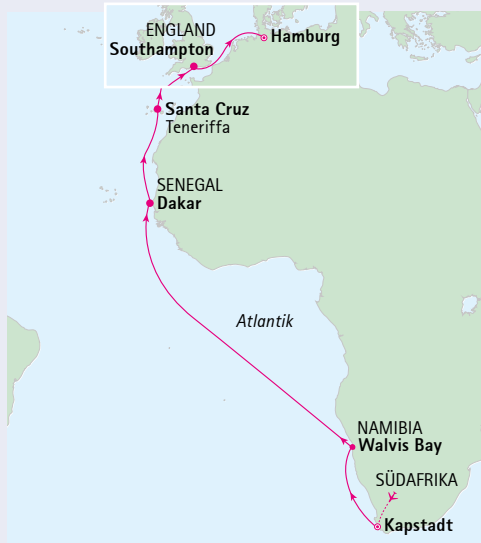 ENGLAND
Southampton
Hamburg
Santa Cruz
Teneriffa
SENEGAL
Dakar
Atlantik
NAMIBIA
Walvis Bay
SÜDAFRIKA
Kapstadt